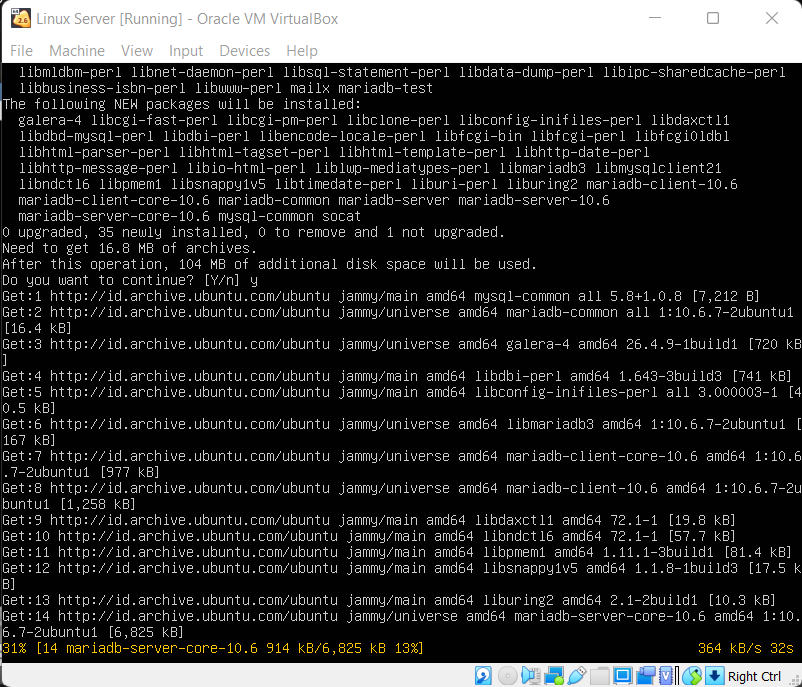 Linux Server [Running] - Oracle VM VirtualBox
File Machine View Input Devices Help
libmldbm-perl libnet-daemon-perl libsql-statement-perl libdata-dump-perl libipc-sharedcache-perl
libbusiness-isbn-perl libwww-perl mailx mariadb-test
The following NEW packages will be installed:
galera-4 libcgi-fast-perl libcgi-pm-perl libclone-perl libconfig-inifiles-perl libdaxctl1
libdbd-mysql-perl libdbi-perl libencode-locale-perl libfcgi-bin libfcgi-perl libfcgi0ldbl
libhtml-parser-perl libhtml-tagset-perl libhtml-template-perl libhttp-date-perl
libhttp-message-perl libio-html-perl liblwp-mediatypes-perl libmariadb3 libmysqlclient21
libndctl6 libpmem1 libsnappy1v5 libtimedate-perl liburi-perl liburing2 mariadb-client-10.6
mariadb-client-core-10.6 mariadb-common mariadb-server mariadb-server-10.6
mariadb-server-core-10.6 mysql-common socat
0 upgraded, 35 newly installed, 0 to remove and 1 not upgraded.
Need to get 16.8 MB of archives.
After this operation, 104 MB of additional disk space will be used.
Do you want to continue? [Y/n] y
Get:1 http://id.archive.ubuntu.com/ubuntu jammy/main amd64 mysql-common all 5.8+1.0.8 [7,212 B]
Get:2 http://id.archive.ubuntu.com/ubuntu jammy/universe amd64 mariadb-common all 1:10.6.7-2ubuntu1
[16.4 kB]
Get:3 http://id.archive.ubuntu.com/ubuntu jammy/universe amd64 galera-4 amd64 26.4.9-1build1 [720 kB
]
Get:4 http://id.archive.ubuntu.com/ubuntu jammy/main amd64 libdbi-perl amd64 1.643-3build3 [741 kB]
Get:5 http://id.archive.ubuntu.com/ubuntu jammy/main amd64 libconfig-inifiles-perl all 3.000003-1 [4
0.5 kB]
Get:6 http://id.archive.ubuntu.com/ubuntu jammy/universe amd64 libmariadb3 amd64 1:10.6.7-2ubuntu1 [
167 kB]
Get:7 http://id.archive.ubuntu.com/ubuntu jammy/universe amd64 mariadb-client-core-10.6 amd64 1:10.6
.7-2ubuntu1 [977 kB]
Get:8 http://id.archive.ubuntu.com/ubuntu jammy/universe amd64 mariadb-client-10.6 amd64 1:10.6.7-2u
buntu1 [1,258 kB]
Get:9 http://id.archive.ubuntu.com/ubuntu jammy/main amd64 libdaxctl1 amd64 72.1-1 [19.8 kB]
Get:10 http://id.archive.ubuntu.com/ubuntu jammy/main amd64 libndctl6 amd64 72.1-1 [57.7 kB]
Get:11 http://id.archive.ubuntu.com/ubuntu jammy/main amd64 libpmem1 amd64 1.11.1-3build1 [81.4 kB]
Get:12 http://id.archive.ubuntu.com/ubuntu jammy/main amd64 libsnappy1v5 amd64 1.1.8-1build3 [17.5 k
B]
Get:13 http://id.archive.ubuntu.com/ubuntu jammy/main amd64 liburing2 amd64 2.1-2build1 [10.3 kB]
Get:14 http://id.archive.ubuntu.com/ubuntu jammy/universe amd64 mariadb-server-core-10.6 amd64 1:10.
6.7-2ubuntu1 [6,825 kB]
31% [14 mariadb-server-core-10.6 914 kB/6,825 kB 13%] 364 kB/s 32s
Right Ctrl